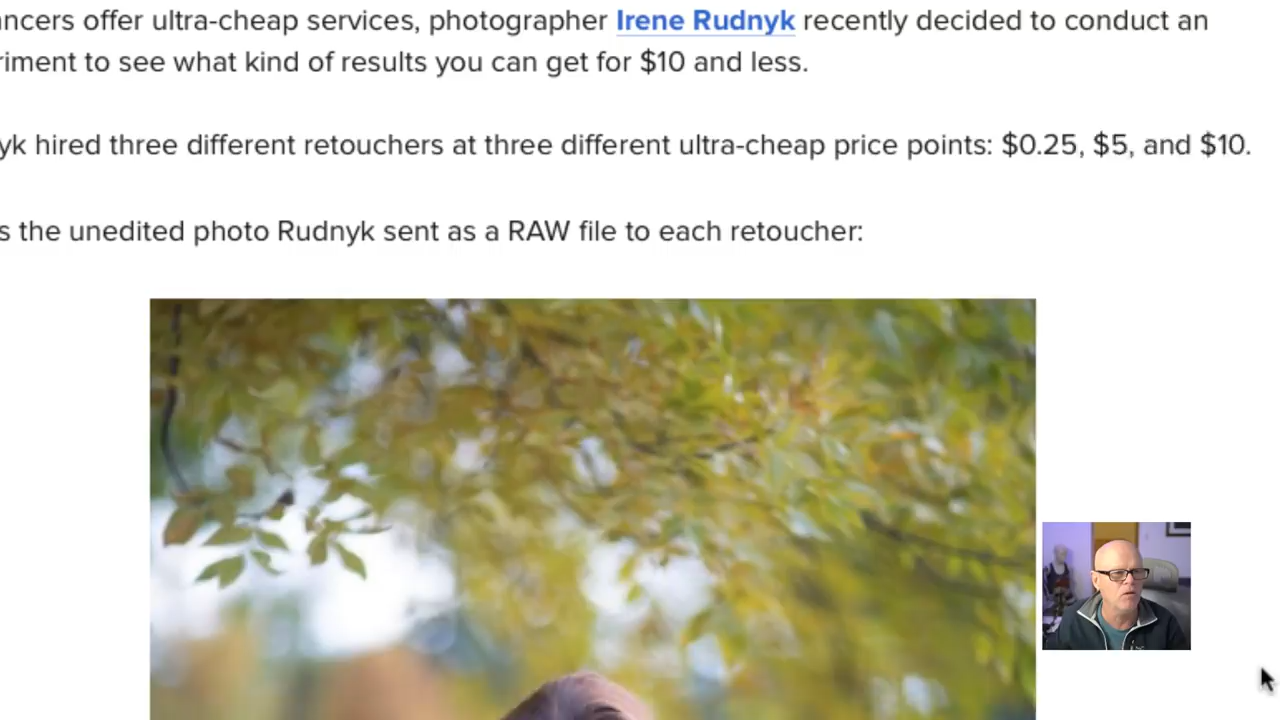 ancers offer ultra-cheap services, photographer Irene Rudnyk recently decided to conduct an
riment to see what kind of results you can get for $10 and less.
yk hired three different retouchers at three different ultra-cheap price points: $0.25, $5, and $10.
s the unedited photo Rudnyk sent as a RAW file to each retoucher: